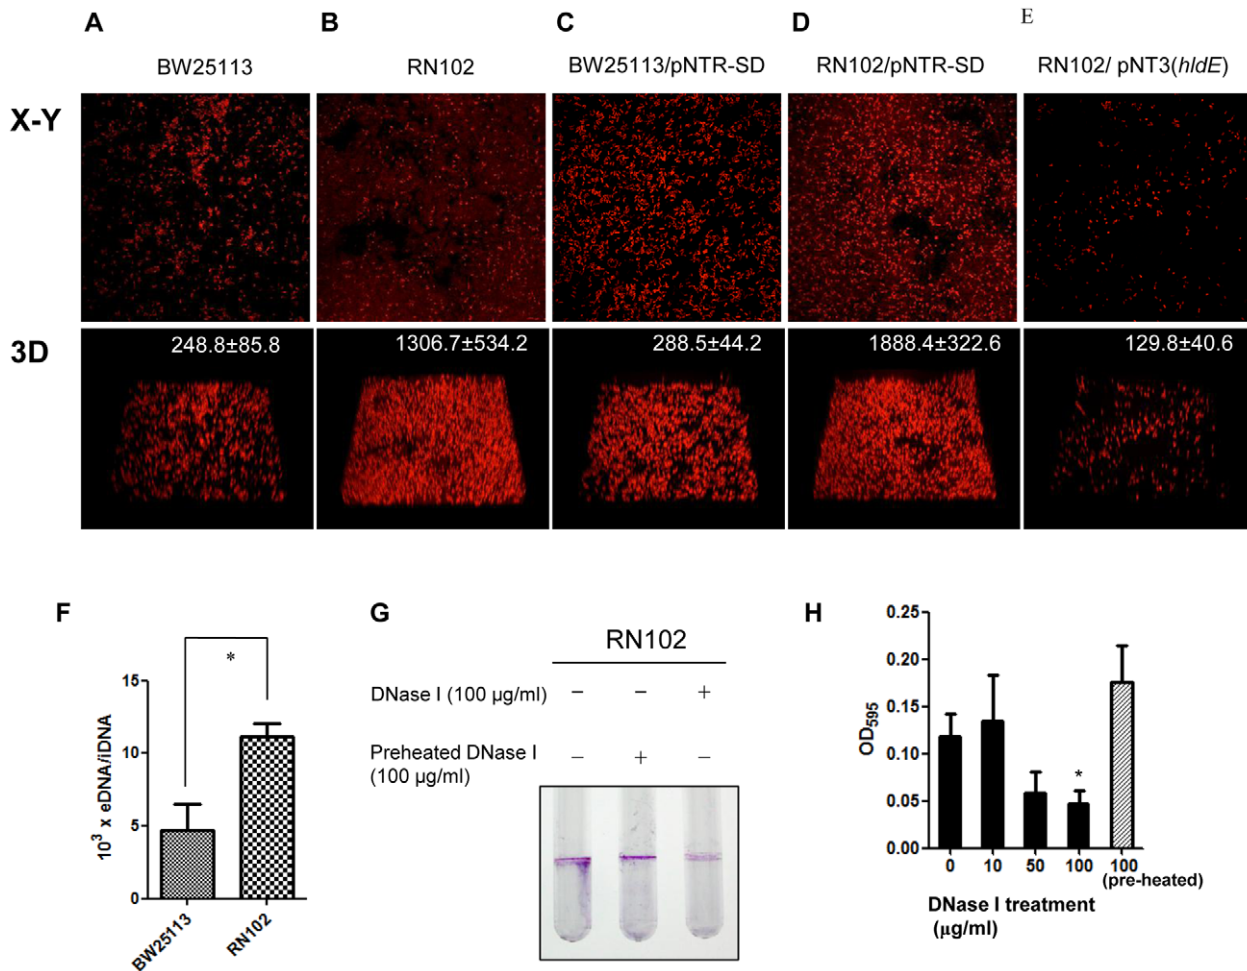 A B C D E
BW25113 RN102 BW25113/pNTR-SD RN102/pNTR-SD RN102/ pNT3(hldE)
X-Y
3D
248.8±85.8 1306.7±534.2 288.5±44.2 1888.4±322.6 129.8±40.6
F
*
10³ x eDNA/iDNA
15
10
5
0
BW25113 RN102
G
RN102
DNase I (100 µg/ml) − − +
Preheated DNase I − + −
(100 µg/ml)
H
OD₅₉₅
0.25
0.20
0.15
0.10
0.05
0.00
*
0 10 50 100 100
(pre-heated)
DNase I treatment
(µg/ml)